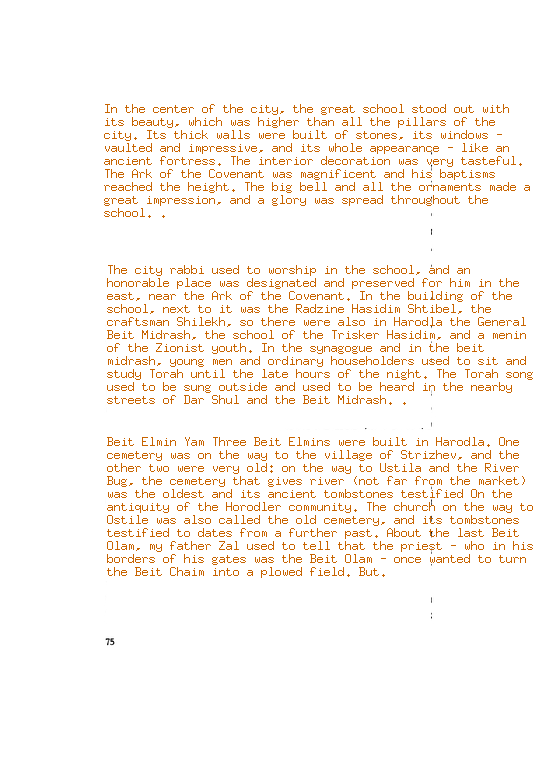 In the center of the city, the great school stood out with
its beauty, which was higher than all the pillars of the
city. Its thick walls were built of stones, its windows -
vaulted and impressive, and its whole appearance - like an
ancient fortress. The interior decoration was very tasteful.
The Ark of the Covenant was magnificent and his baptisms
reached the height. The big bell and all the ornaments made a
great impression, and a glory was spread throughout the
school. .
The city rabbi used to worship in the school, and an
honorable place was designated and preserved for him in the
east, near the Ark of the Covenant. In the building of the
school, next to it was the Radzine Hasidim Shtibel, the
craftsman Shilekh, so there were also in Harodla the General
Beit Midrash, the school of the Trisker Hasidim, and a menin
of the Zionist youth. In the synagogue and in the beit
midrash, young men and ordinary householders used to sit and
study Torah until the late hours of the night. The Torah song
used to be sung outside and used to be heard in the nearby
streets of Dar Shul and the Beit Midrash. .
Beit Elmin Yam Three Beit Elmins were built in Harodla. One
cemetery was on the way to the village of Strizhev, and the
other two were very old: on the way to Ustila and the River
Bug, the cemetery that gives river (not far from the market)
was the oldest and its ancient tombstones testified On the
antiquity of the Horodler community. The church on the way to
Ostile was also called the old cemetery, and its tombstones
testified to dates from a further past. About the last Beit
Olam, my father Zal used to tell that the priest - who in his
borders of his gates was the Beit Olam - once wanted to turn
the Beit Chaim into a plowed field. But.
75